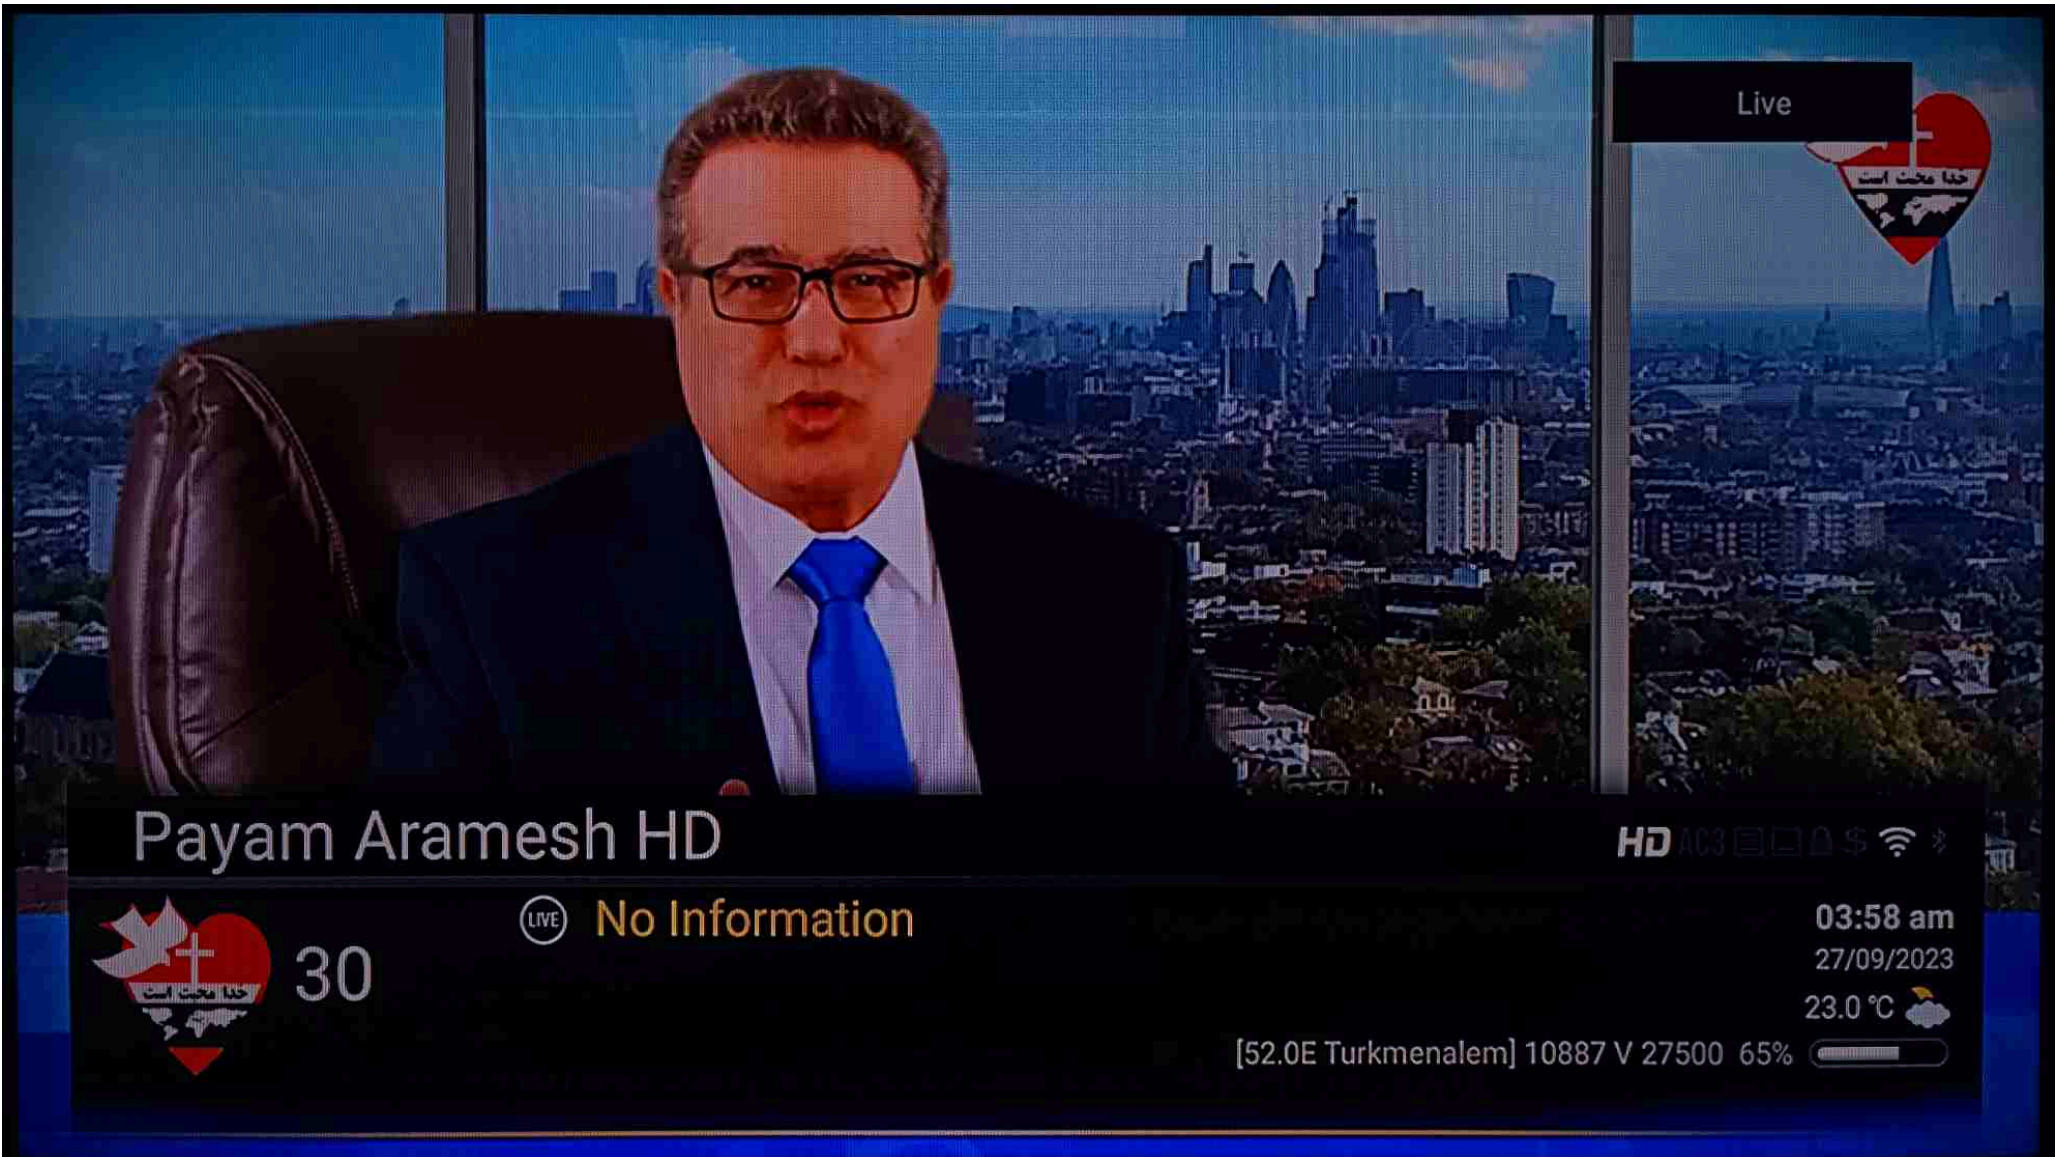 Live
خدا محبت است
Payam Aramesh HD
HD AC3 $
LIVE No Information
03:58 am
خدا محبت است
30
27/09/2023
23.0 °C
[52.0E Turkmenalem] 10887 V 27500 65%